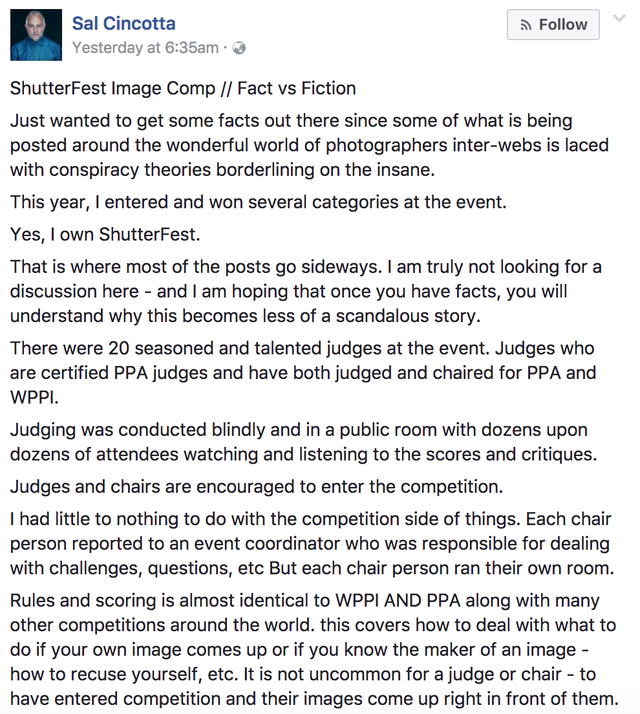 Sal Cincotta
Follow
Yesterday at 6:35am ·
ShutterFest Image Comp // Fact vs Fiction
Just wanted to get some facts out there since some of what is being
posted around the wonderful world of photographers inter-webs is laced
with conspiracy theories borderlining on the insane.
This year, I entered and won several categories at the event.
Yes, I own ShutterFest.
That is where most of the posts go sideways. I am truly not looking for a
discussion here - and I am hoping that once you have facts, you will
understand why this becomes less of a scandalous story.
There were 20 seasoned and talented judges at the event. Judges who
are certified PPA judges and have both judged and chaired for PPA and
WPPI.
Judging was conducted blindly and in a public room with dozens upon
dozens of attendees watching and listening to the scores and critiques.
Judges and chairs are encouraged to enter the competition.
I had little to nothing to do with the competition side of things. Each chair
person reported to an event coordinator who was responsible for dealing
with challenges, questions, etc But each chair person ran their own room.
Rules and scoring is almost identical to WPPI AND PPA along with many
other competitions around the world. this covers how to deal with what to
do if your own image comes up or if you know the maker of an image -
how to recuse yourself, etc. It is not uncommon for a judge or chair - to
have entered competition and their images come up right in front of them.